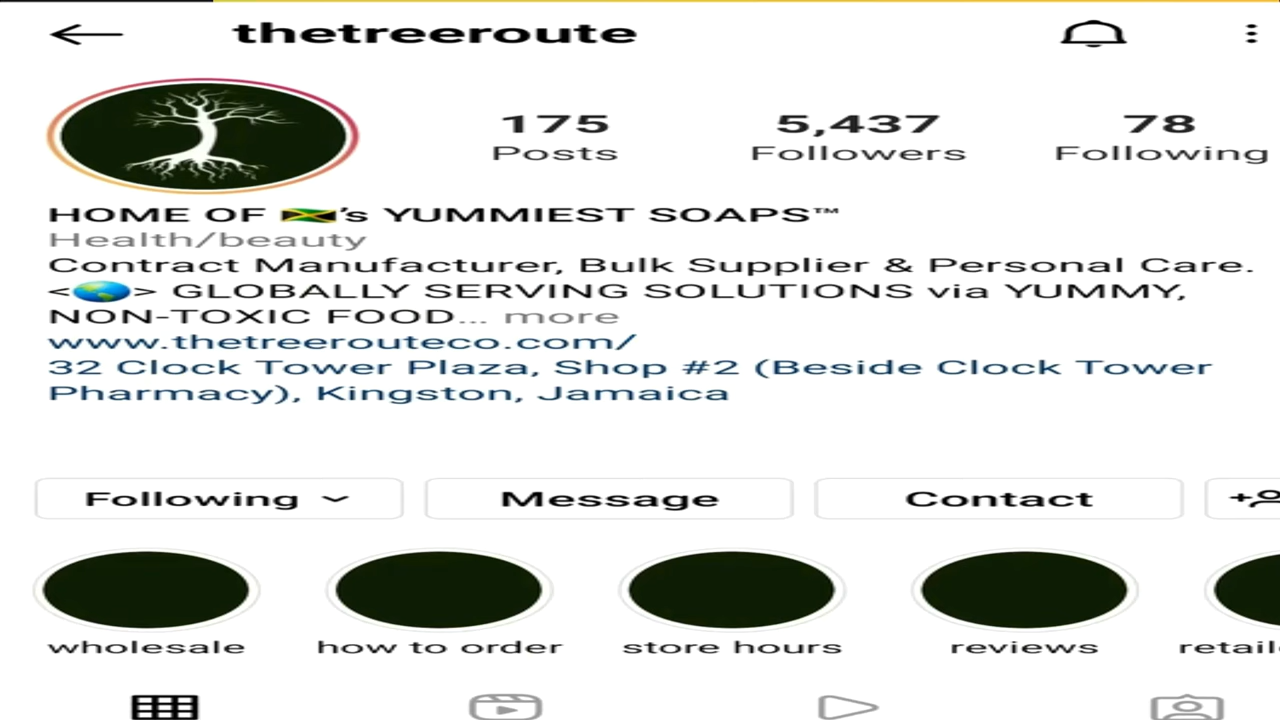 thetreeroute
175 5,437 78
Posts Followers Following
HOME OF 🇯🇲's YUMMIEST SOAPS™
Health/beauty
Contract Manufacturer, Bulk Supplier & Personal Care.
<🌎> GLOBALLY SERVING SOLUTIONS via YUMMY,
NON-TOXIC FOOD... more
www.thetreerouteco.com/
32 Clock Tower Plaza, Shop #2 (Beside Clock Tower
Pharmacy), Kingston, Jamaica
Following Message Contact
wholesale how to order store hours reviews retail